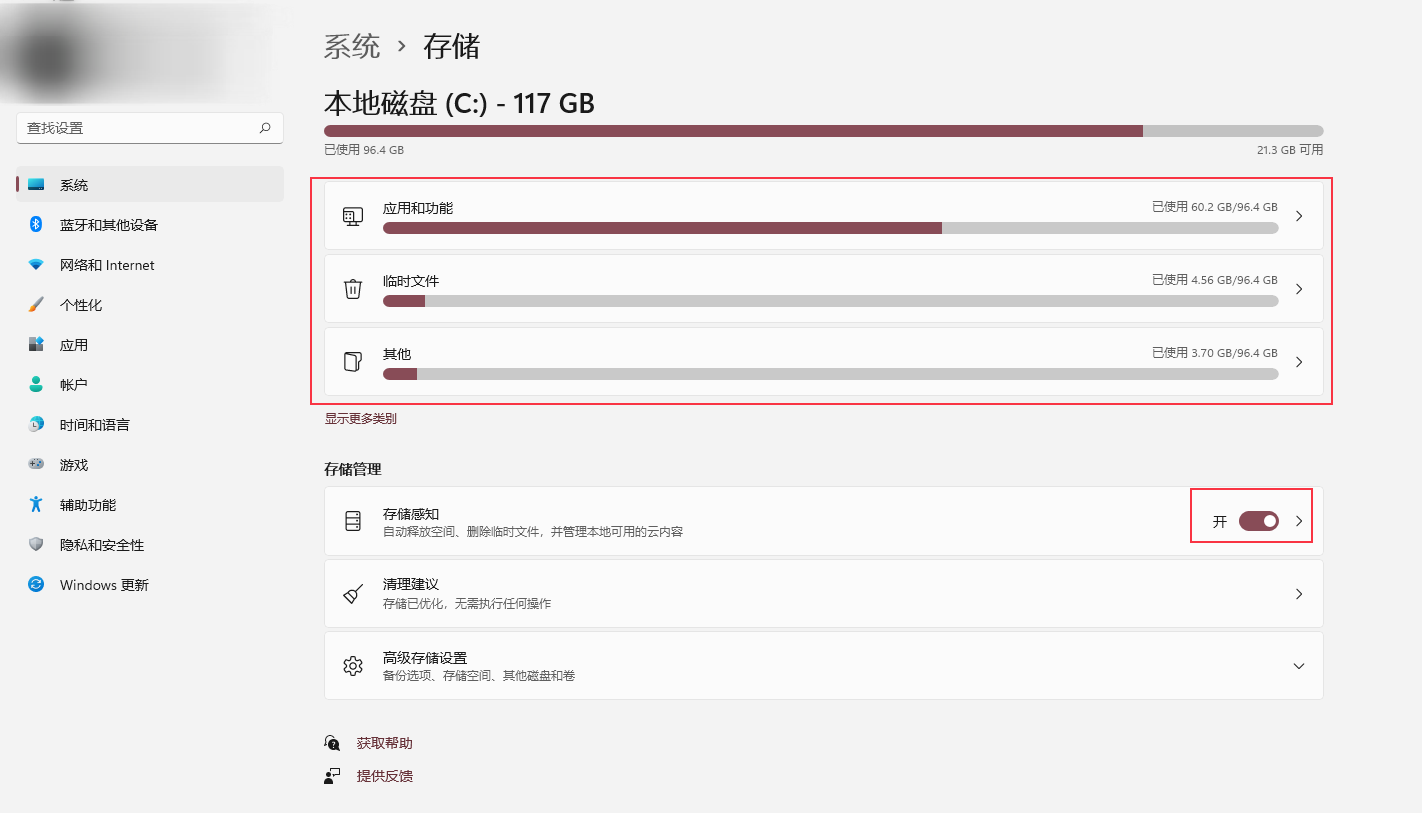 系统 › 存储
本地磁盘 (C:) - 117 GB
已使用 96.4 GB
21.3 GB 可用
查找设置
系统
蓝牙和其他设备
网络和 Internet
个性化
应用
帐户
时间和语言
游戏
辅助功能
隐私和安全性
Windows 更新
应用和功能
已使用 60.2 GB/96.4 GB
临时文件
已使用 4.56 GB/96.4 GB
其他
已使用 3.70 GB/96.4 GB
显示更多类别
存储管理
存储感知
自动释放空间、删除临时文件，并管理本地可用的云内容
开
清理建议
存储已优化，无需执行任何操作
高级存储设置
备份选项、存储空间、其他磁盘和卷
获取帮助
提供反馈